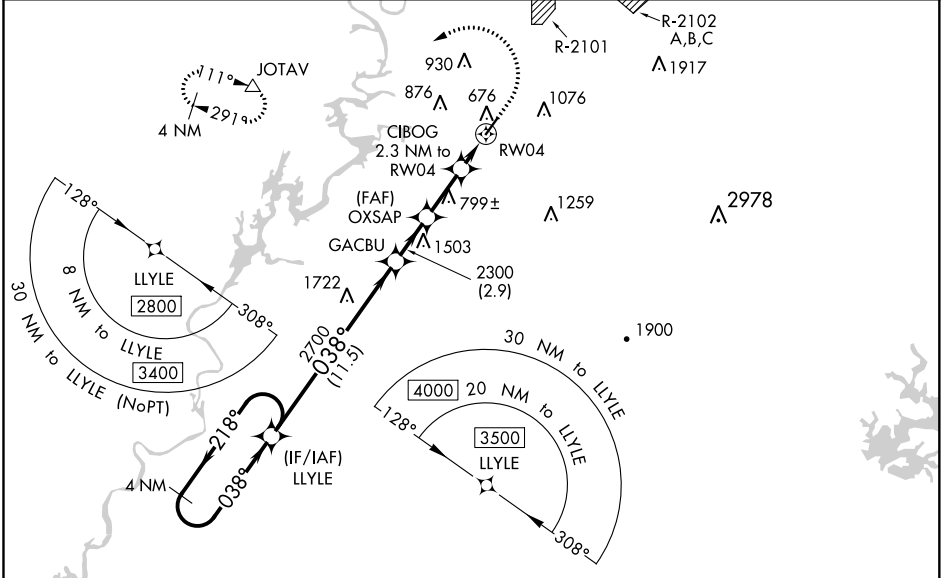 R-2101
R-2102
A,B,C
1917
930
876
676
1076
JOTAV
111°
291°
4 NM
CIBOG
2.3 NM to
RW04
RW04
(FAF)
OXSAP
799±
1259
2978
GACBU
1503
2300
(2.9)
1722
128°
LLYLE
2800
308°
8 NM to LLYLE
3400
30 NM to LLYLE (NoPT)
2700
038°
(11.5)
1900
30 NM to LLYLE
4000
20 NM to LLYLE
128°
3500
LLYLE
308°
218°
038°
4 NM
(IF/IAF)
LLYLE